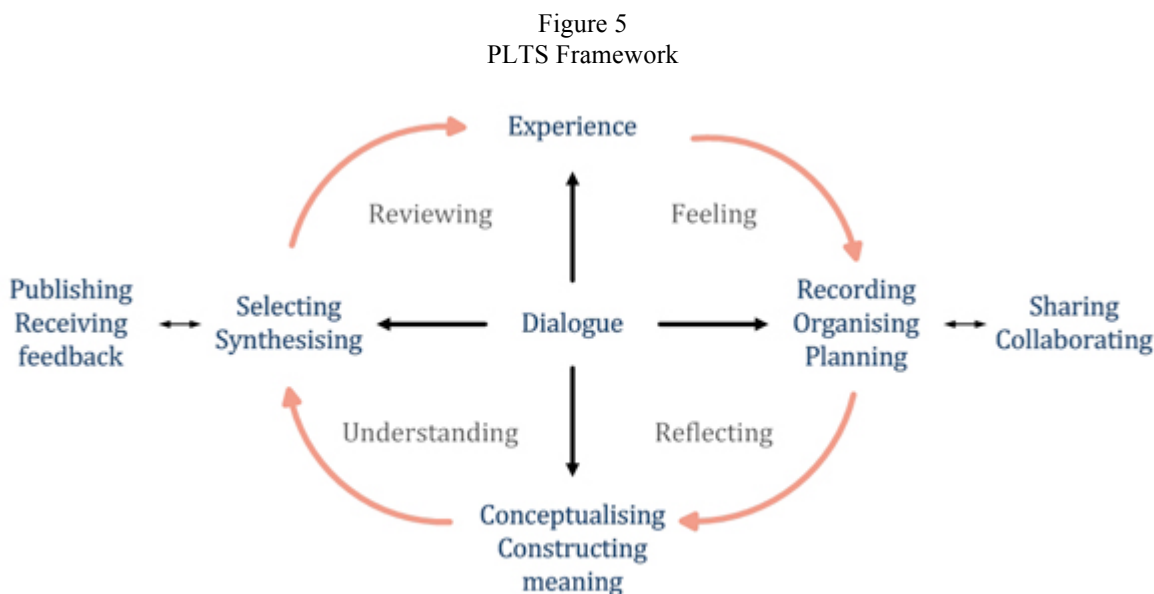 Figure 5
PLTS Framework
Experience
Reviewing
Feeling
Publishing
Receiving
feedback
Selecting
Synthesising
Dialogue
Recording
Organising
Planning
Sharing
Collaborating
Understanding
Reflecting
Conceptualising
Constructing
meaning